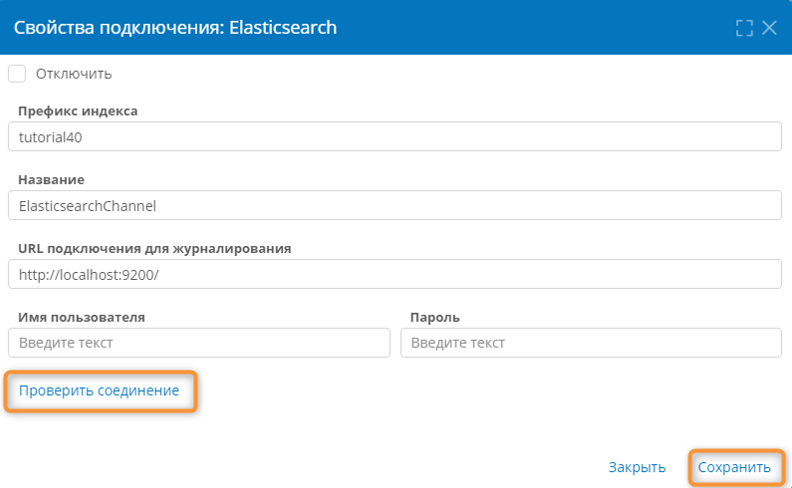 Свойства подключения: Elasticsearch
Отключить
Префикс индекса
tutorial40
Название
ElasticsearchChannel
URL подключения для журналирования
http://localhost:9200/
Имя пользователя Пароль
Введите текст Введите текст
Проверить соединение
Закрыть Сохранить